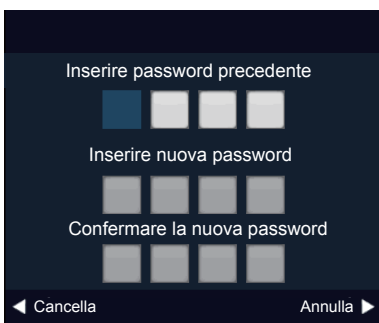 Inserire password precedente
Inserire nuova password
Confermare la nuova password
Cancella Annulla